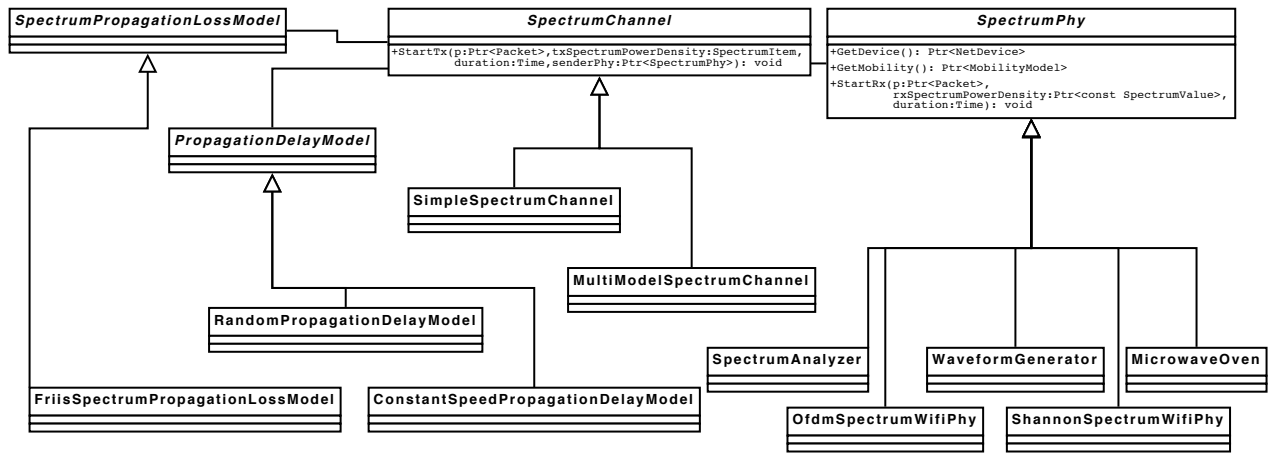 SpectrumPropagationLossModel
SpectrumChannel
+StartTx(p:Ptr<Packet>,txSpectrumPowerDensity:SpectrumItem,
duration:Time,senderPhy:Ptr<SpectrumPhy>): void
SpectrumPhy
+GetDevice(): Ptr<NetDevice>
+GetMobility(): Ptr<MobilityModel>
+StartRx(p:Ptr<Packet>,
rxSpectrumPowerDensity:Ptr<const SpectrumValue>,
duration:Time): void
PropagationDelayModel
SimpleSpectrumChannel
MultiModelSpectrumChannel
RandomPropagationDelayModel
SpectrumAnalyzer
WaveformGenerator
MicrowaveOven
FriisSpectrumPropagationLossModel
ConstantSpeedPropagationDelayModel
OfdmSpectrumWifiPhy
ShannonSpectrumWifiPhy